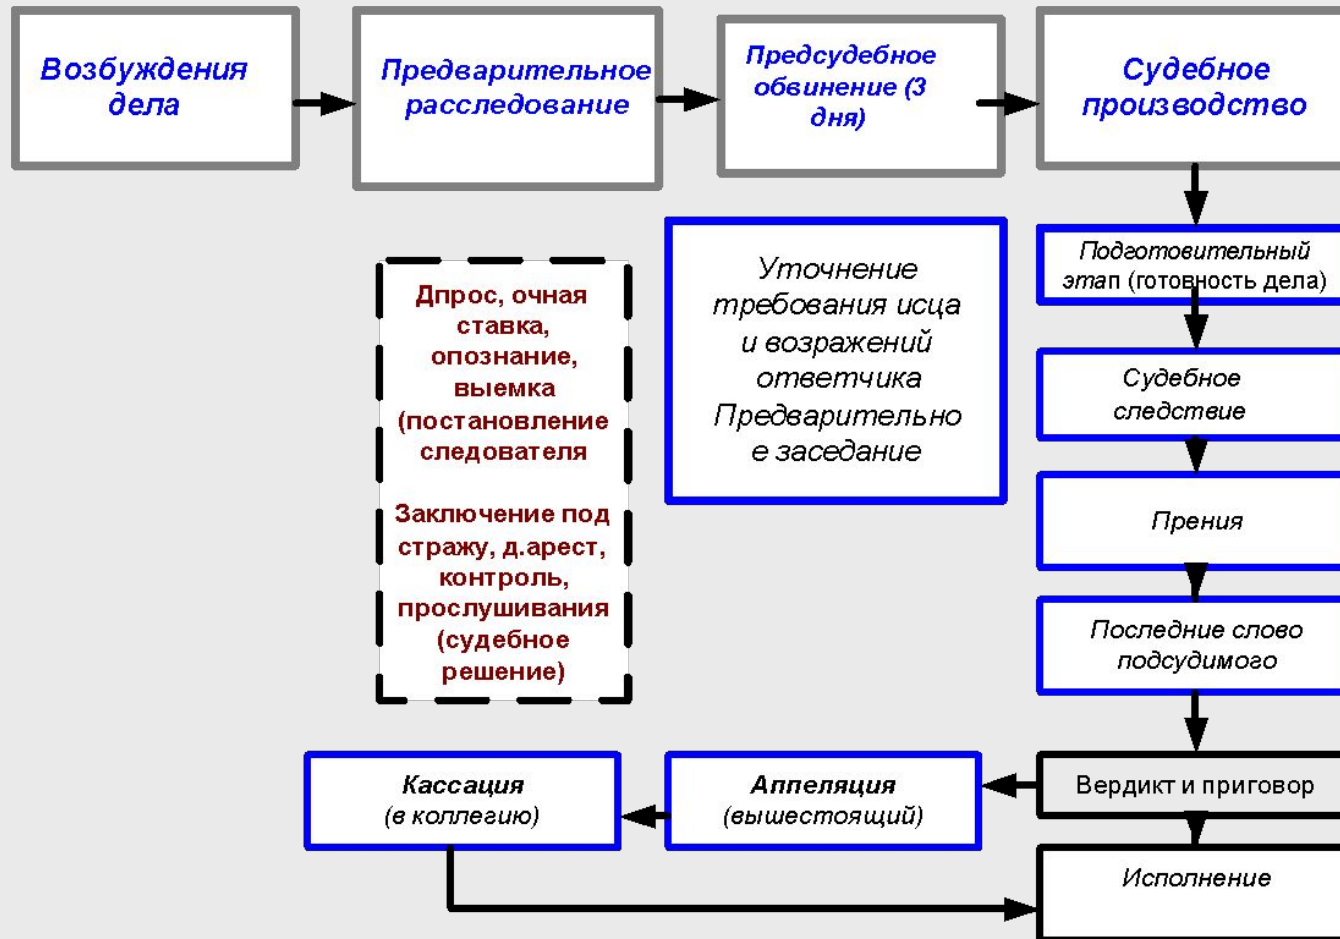 Возбуждения
дела
Предварительное
расследование
Предсудебное
обвинение (3
дня)
Судебное
производство
Дпрос, очная
ставка,
опознание,
выемка
(постановление
следователя
Заключение под
стражу, д.арест,
контроль,
прослушивания
(судебное
решение)
Уточнение
требования исца
и возражений
ответчика
Предварительно
е заседание
Подготовительный
этап (готовность дела)
Судебное
следствие
Прения
Последние слово
подсудимого
Кассация
(в коллегию)
Аппеляция
(вышестоящий)
Вердикт и приговор
Исполнение